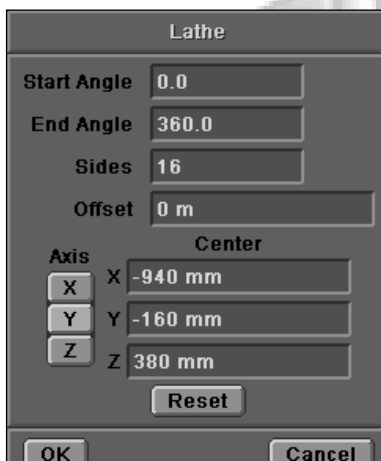 Lathe
Start Angle 0.0
End Angle 360.0
Sides 16
Offset 0 m
Axis Center
X X -940 mm
Y Y -160 mm
Z Z 380 mm
Reset
OK Cancel